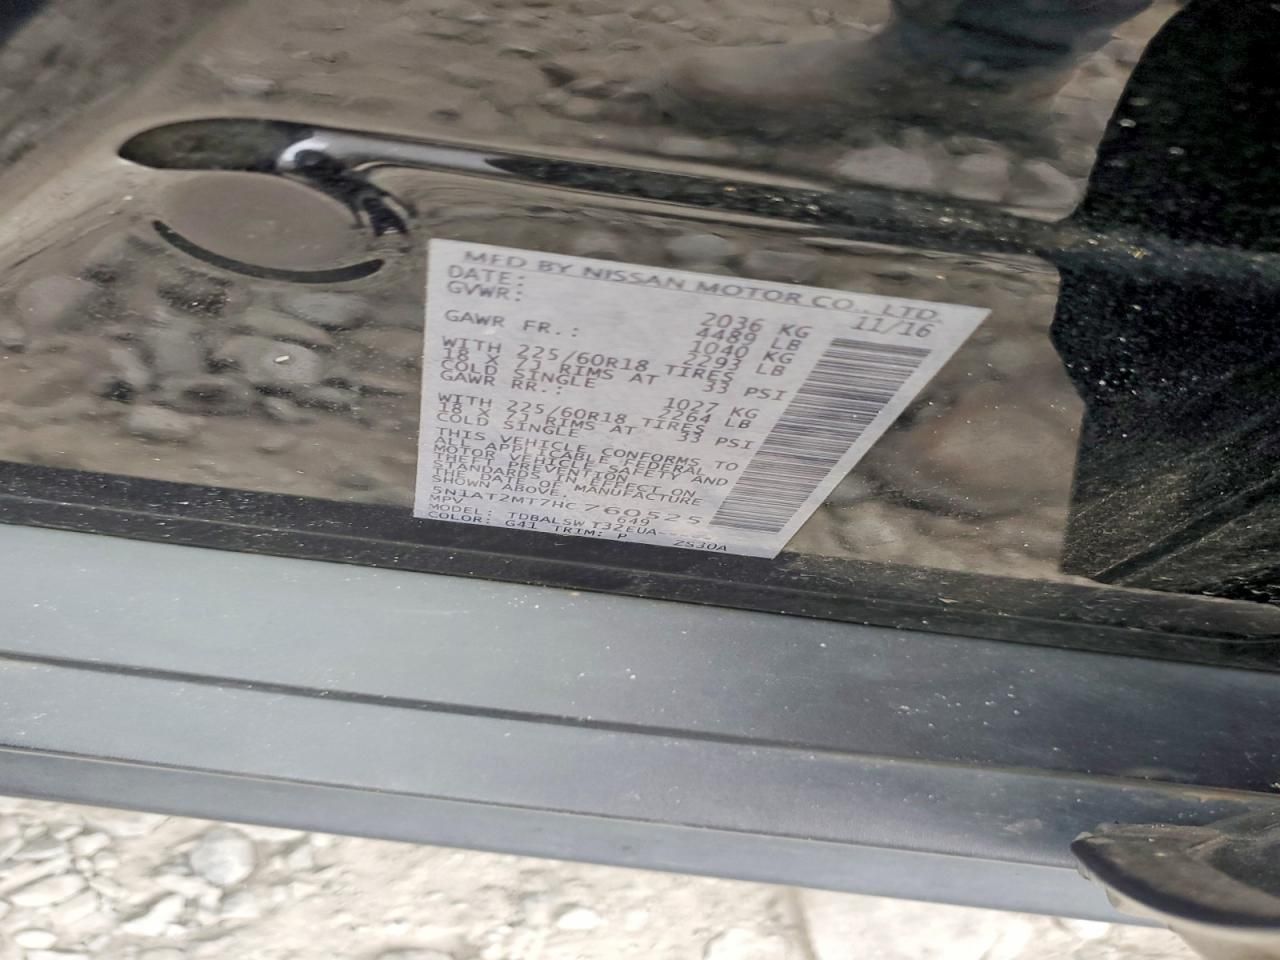 MFD BY NISSAN MOTOR CO., LTD.
DATE: 11/16
GVWR: 2036 KG
4489 LB
GAWR FR.: 1040 KG
2293 LB
WITH 225/60R18 TIRES
18 X 7J RIMS AT 33 PSI
COLD SINGLE
GAWR RR.: 1027 KG
2264 LB
WITH 225/60R18 TIRES
18 X 7J RIMS AT 33 PSI
COLD SINGLE
THIS VEHICLE CONFORMS TO
ALL APPLICABLE FEDERAL
MOTOR VEHICLE SAFETY AND
THEFT PREVENTION
STANDARDS IN EFFECT ON
THE DATE OF MANUFACTURE
SHOWN ABOVE.
5N1AT2MT7HC760525
MPV 649
MODEL: TDBALSW T32EUA-
COLOR: G41 TRIM: P ZS30A